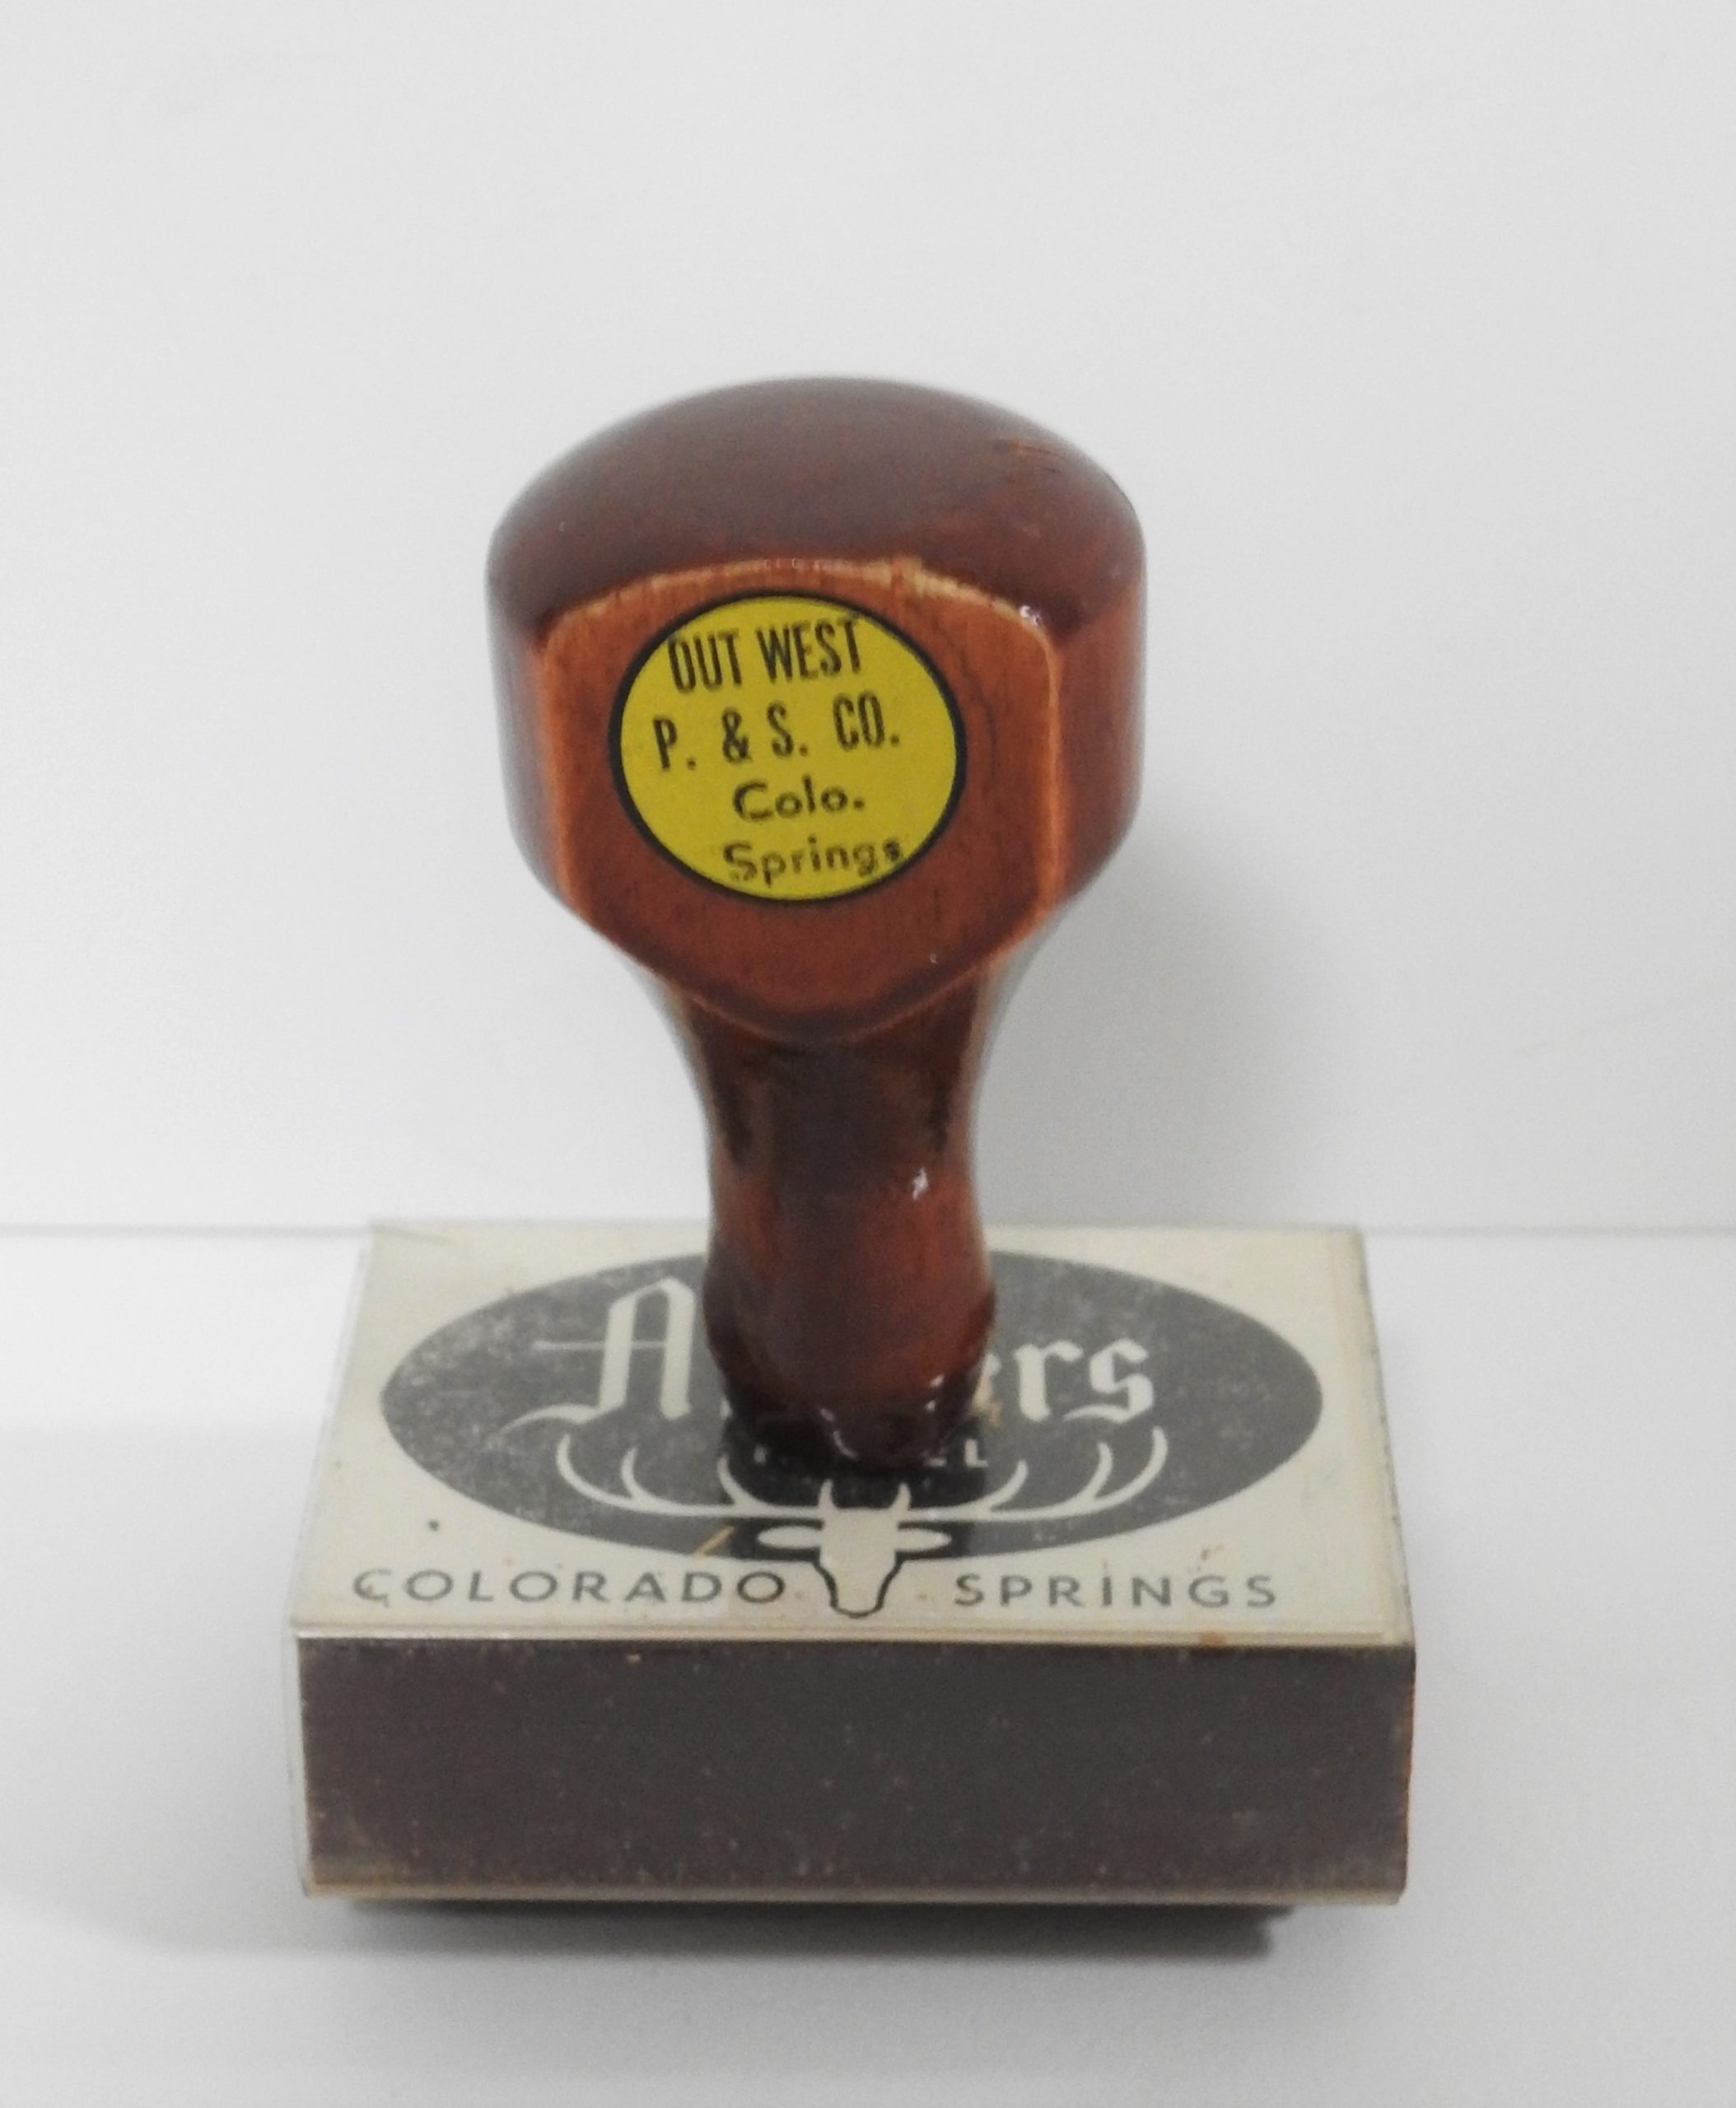 OUT WEST
P. & S. CO.
Colo.
Springs
COLORADO SPRINGS